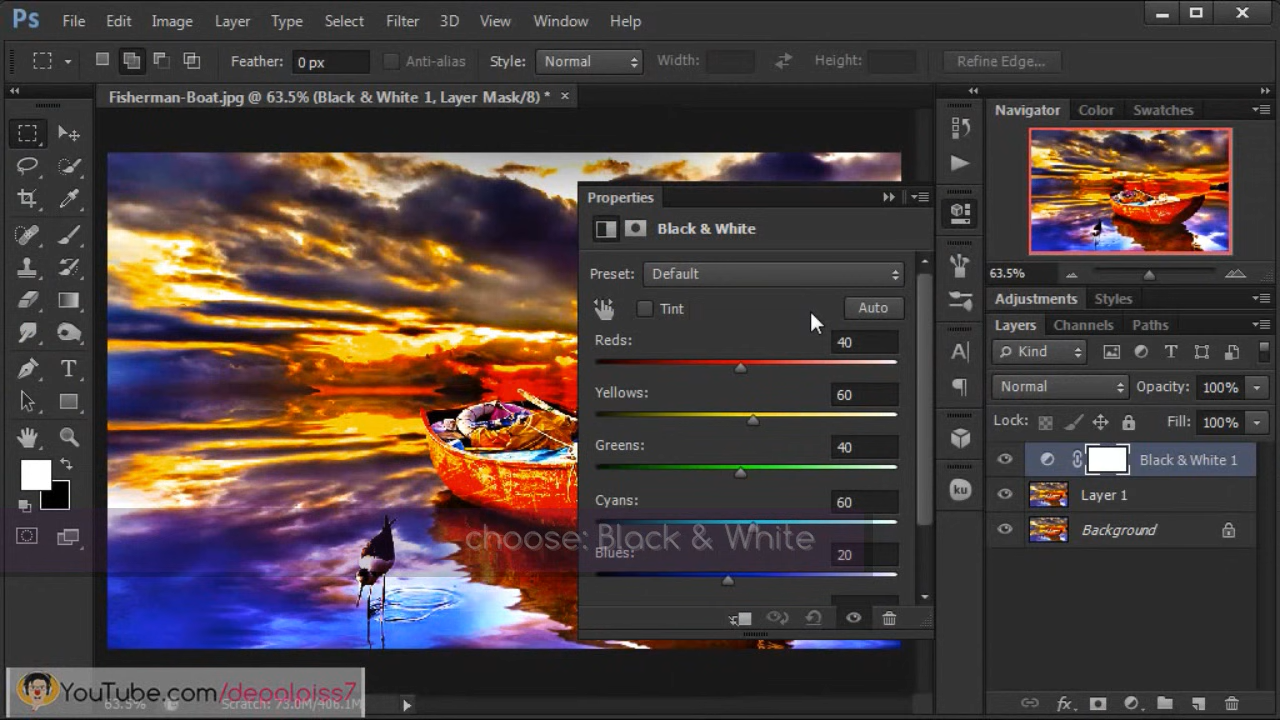 Ps File Edit Image Layer Type Select Filter 3D View Window Help
Feather: 0 px Anti-alias Style: Normal Width: Height: Refine Edge...
Fisherman-Boat.jpg @ 63.5% (Black & White 1, Layer Mask/8) * ×
Navigator Color Swatches
63.5%
Adjustments Styles
Layers Channels Paths
Kind
Normal Opacity: 100%
Lock: Fill: 100%
Black & White 1
Layer 1
Background
Properties
Black & White
Preset: Default
Tint Auto
Reds: 40
Yellows: 60
Greens: 40
Cyans: 60
Blues: 20
choose: Black & White
ku
YouTube.com/depaloiss7
63.5% Scratch: 73.0M/406.1M